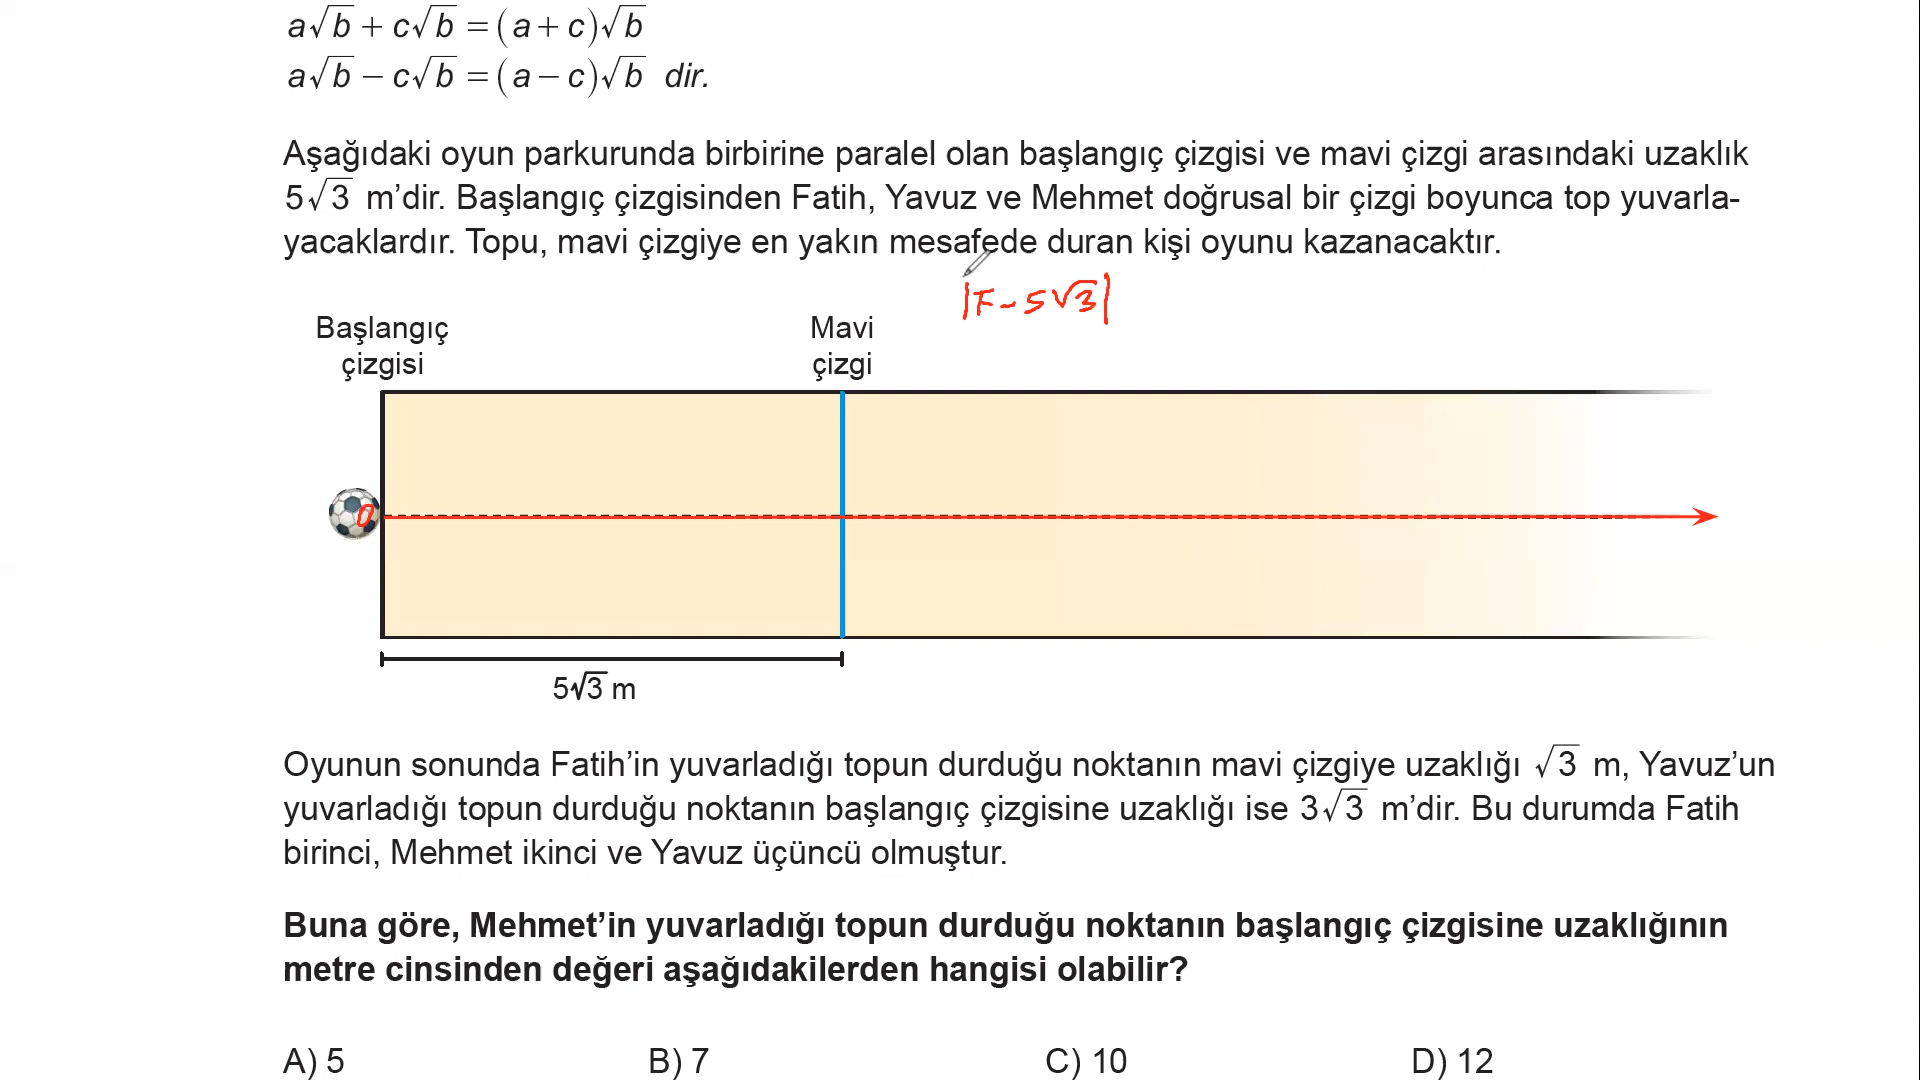 a√b + c√b = (a + c)√b
a√b − c√b = (a − c)√b dir.
Aşağıdaki oyun parkurunda birbirine paralel olan başlangıç çizgisi ve mavi çizgi arasındaki uzaklık
5√3 m’dir. Başlangıç çizgisinden Fatih, Yavuz ve Mehmet doğrusal bir çizgi boyunca top yuvarla-
yacaklardır. Topu, mavi çizgiye en yakın mesafede duran kişi oyunu kazanacaktır.
|F - 5√3|
Başlangıç
çizgisi
Mavi
çizgi
0
5√3 m
Oyunun sonunda Fatih’in yuvarladığı topun durduğu noktanın mavi çizgiye uzaklığı √3 m, Yavuz’un
yuvarladığı topun durduğu noktanın başlangıç çizgisine uzaklığı ise 3√3 m’dir. Bu durumda Fatih
birinci, Mehmet ikinci ve Yavuz üçüncü olmuştur.
Buna göre, Mehmet’in yuvarladığı topun durduğu noktanın başlangıç çizgisine uzaklığının
metre cinsinden değeri aşağıdakilerden hangisi olabilir?
A) 5 B) 7 C) 10 D) 12